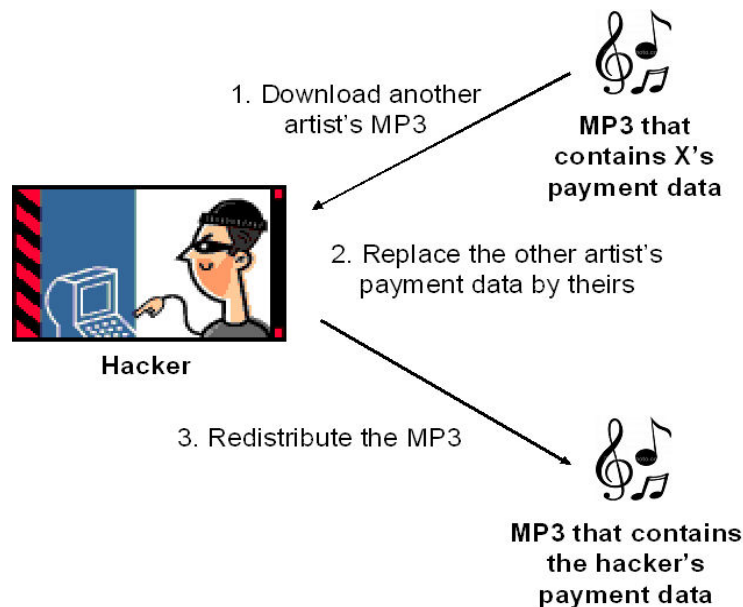 1. Download another
artist's MP3
MP3 that
contains X's
payment data
2. Replace the other artist's
payment data by theirs
Hacker
3. Redistribute the MP3
MP3 that contains
the hacker's
payment data